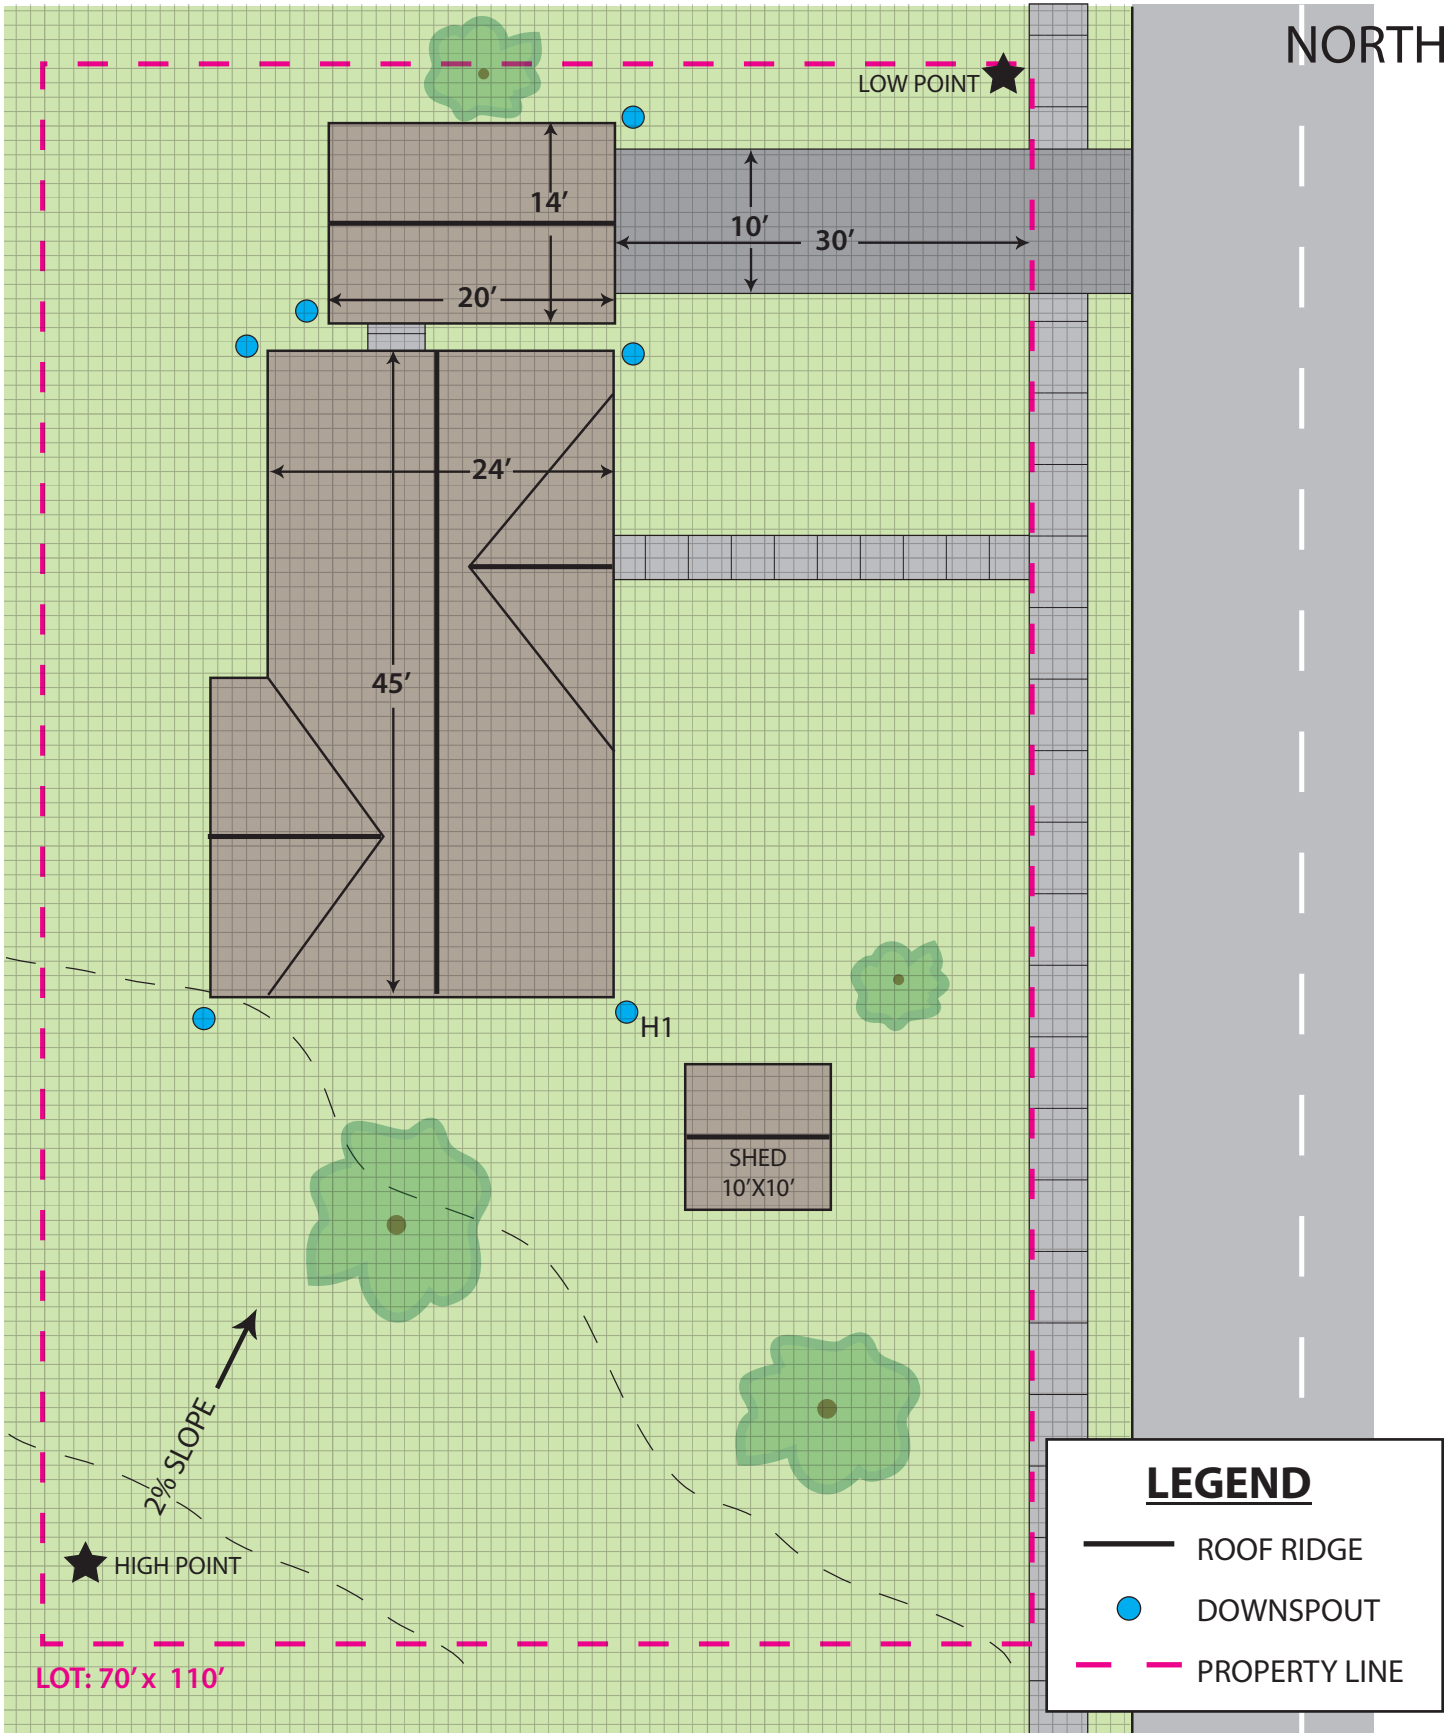 NORTH
LOW POINT
14′
10′
30′
20′
24′
45′
H1
SHED
10′X10′
2% SLOPE
HIGH POINT
LOT: 70′ x 110′
LEGEND
ROOF RIDGE
DOWNSPOUT
PROPERTY LINE